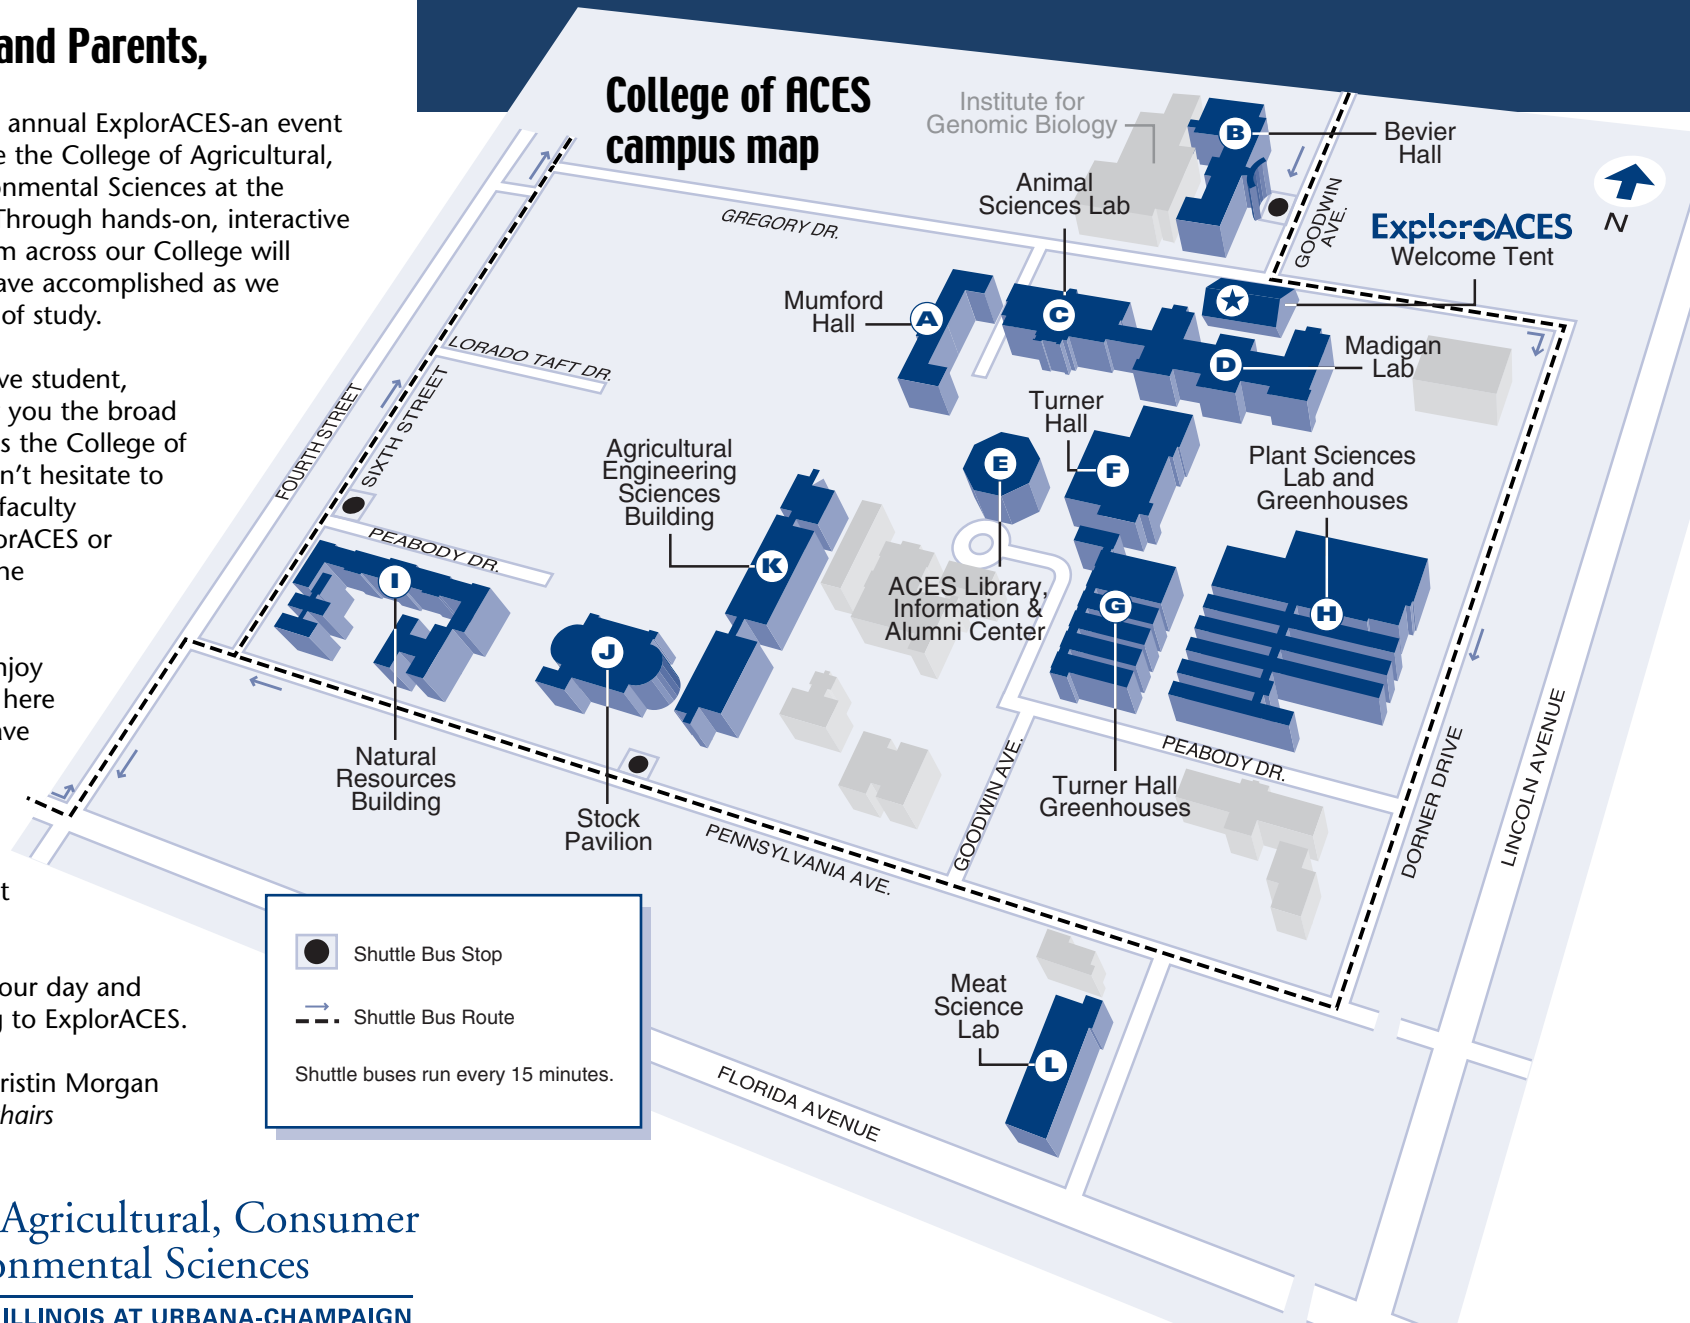 and Parents,
annual ExplorACES-an event
e the College of Agricultural,
onmental Sciences at the
Through hands-on, interactive
m across our College will
ave accomplished as we
of study.
ve student,
you the broad
s the College of
n't hesitate to
faculty
orACES or
ne
njoy
here
ave
t
our day and
g to ExplorACES.
ristin Morgan
hairs
Agricultural, Consumer
onmental Sciences
ILLINOIS AT URBANA-CHAMPAIGN
College of ACES
campus map
Institute for
Genomic Biology
B
Bevier
Hall
Animal
Sciences Lab
GOODWIN
AVE.
N
ExplorACES
Welcome Tent
GREGORY DR.
Mumford
Hall
A
C
D
Madigan
Lab
LORADO TAFT DR.
FOURTH STREET
SIXTH STREET
Turner
Hall
F
E
Agricultural
Engineering
Sciences
Building
K
Plant Sciences
Lab and
Greenhouses
H
PEABODY DR.
I
ACES Library,
Information &
Alumni Center
G
J
Natural
Resources
Building
Stock
Pavilion
PENNSYLVANIA AVE.
GOODWIN AVE.
Turner Hall
Greenhouses
PEABODY DR.
DORNER DRIVE
LINCOLN AVENUE
Meat
Science
Lab
L
FLORIDA AVENUE
Shuttle Bus Stop
Shuttle Bus Route
Shuttle buses run every 15 minutes.